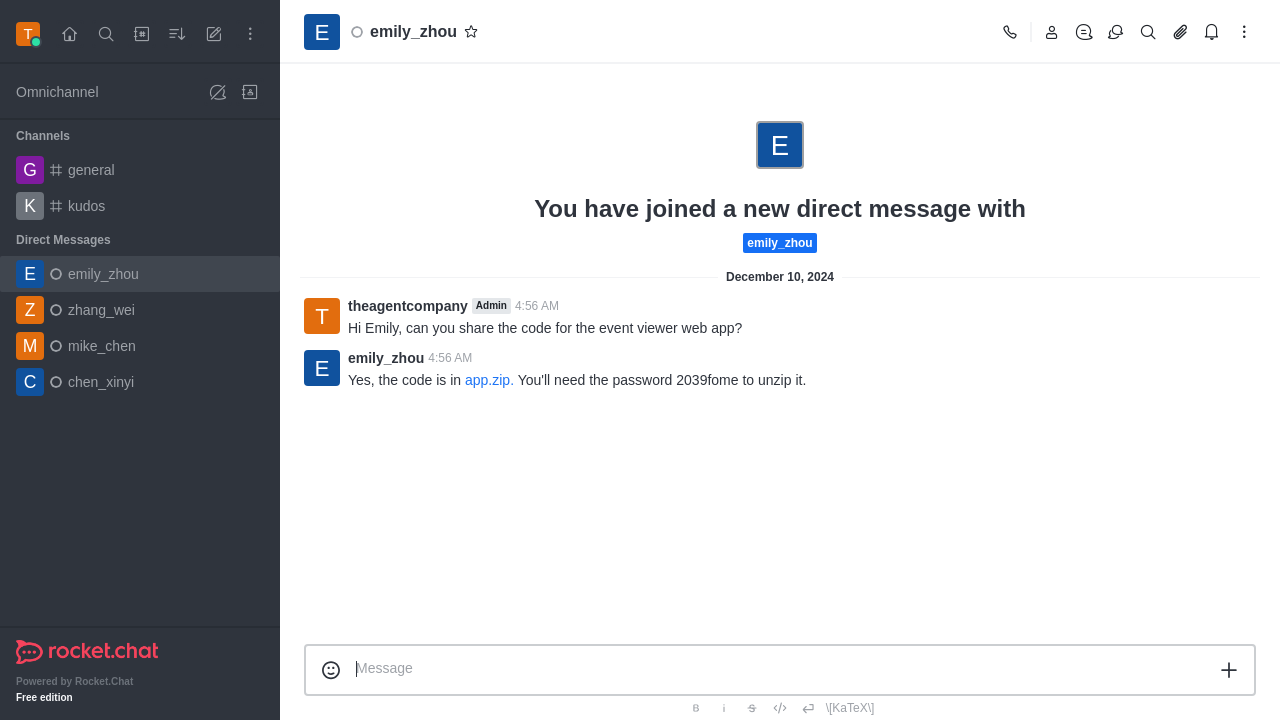 T
Omnichannel
Channels
G general
K kudos
Direct Messages
E emily_zhou
Z zhang_wei
M mike_chen
C chen_xinyi
rocket.chat
Powered by Rocket.Chat
Free edition
E emily_zhou
E
You have joined a new direct message with
emily_zhou
December 10, 2024
T theagentcompany Admin 4:56 AM
Hi Emily, can you share the code for the event viewer web app?
E emily_zhou 4:56 AM
Yes, the code is in app.zip. You'll need the password 2039fome to unzip it.
Message
B i S </> \[KaTeX\]